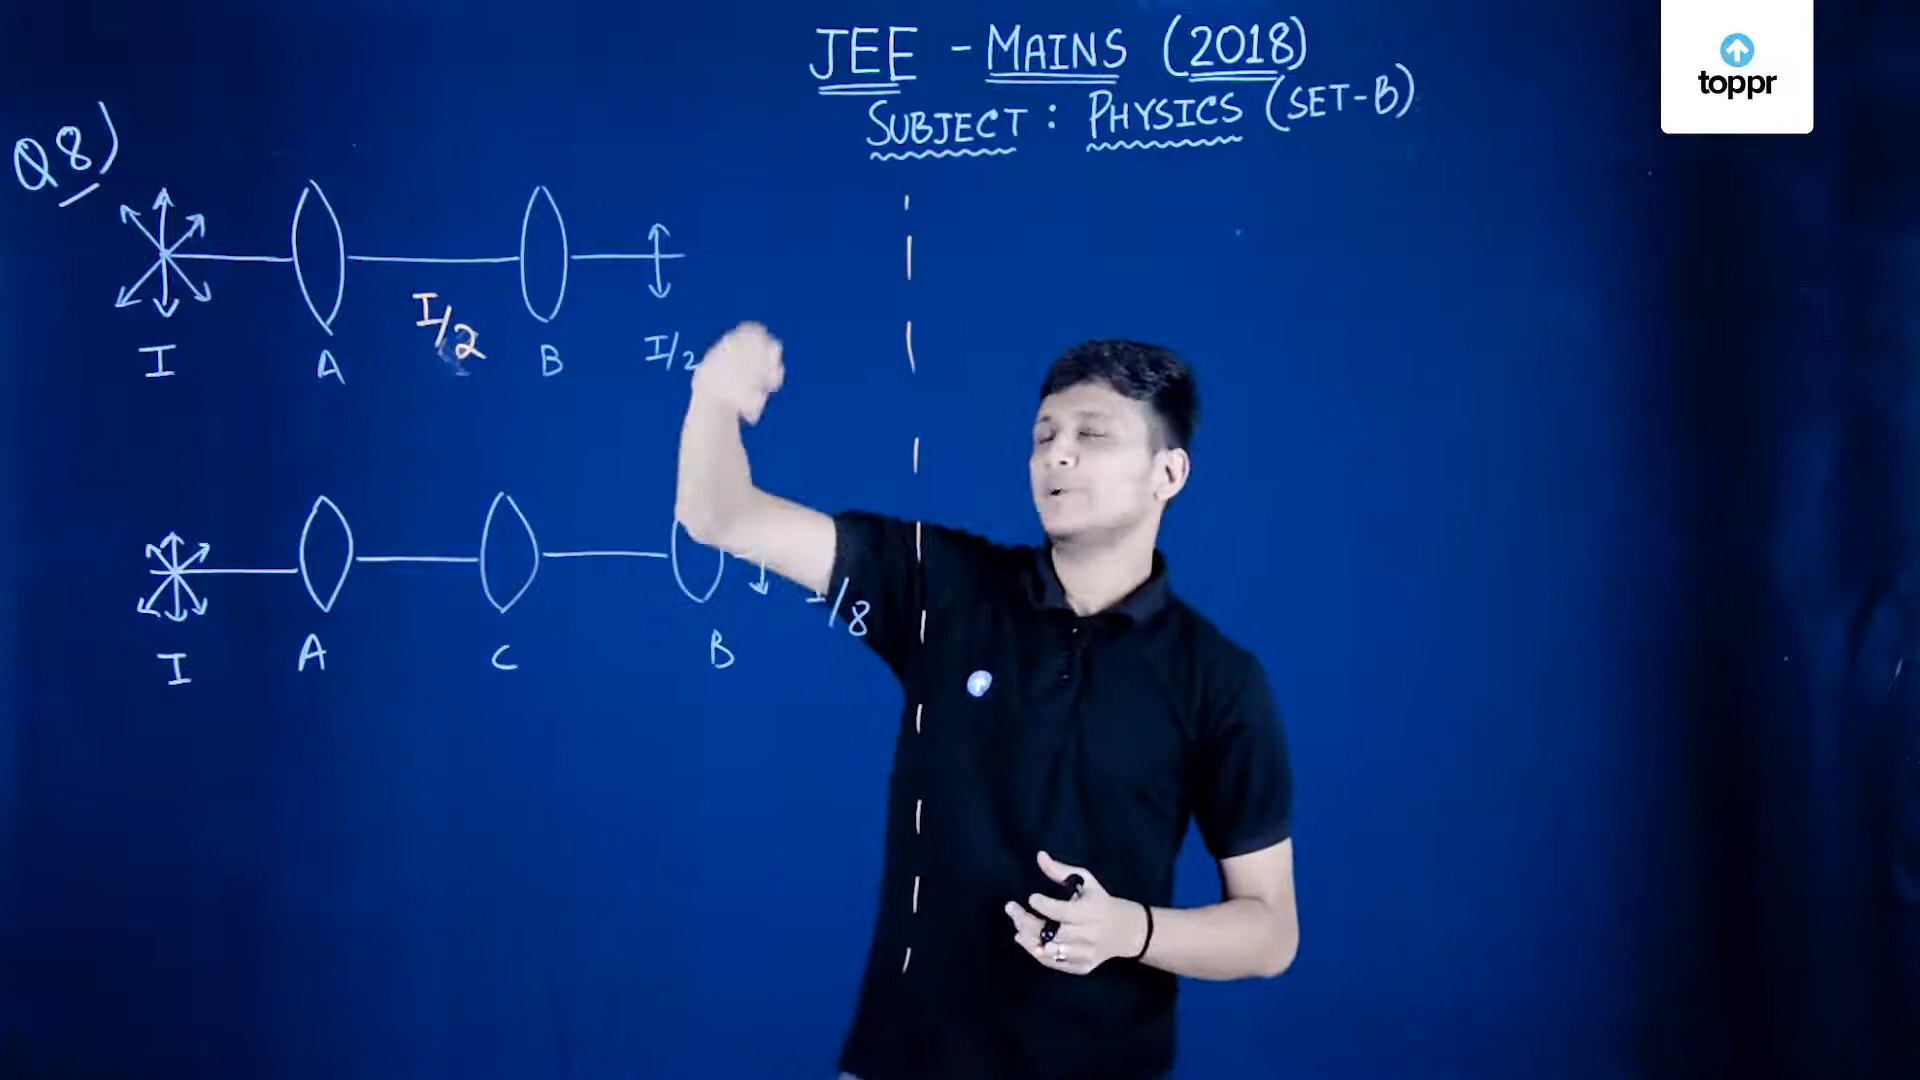 JEE - MAINS (2018)
SUBJECT : PHYSICS (SET-B)
toppr
Q8)
I/2
I A B I/2
I/8
I A C B